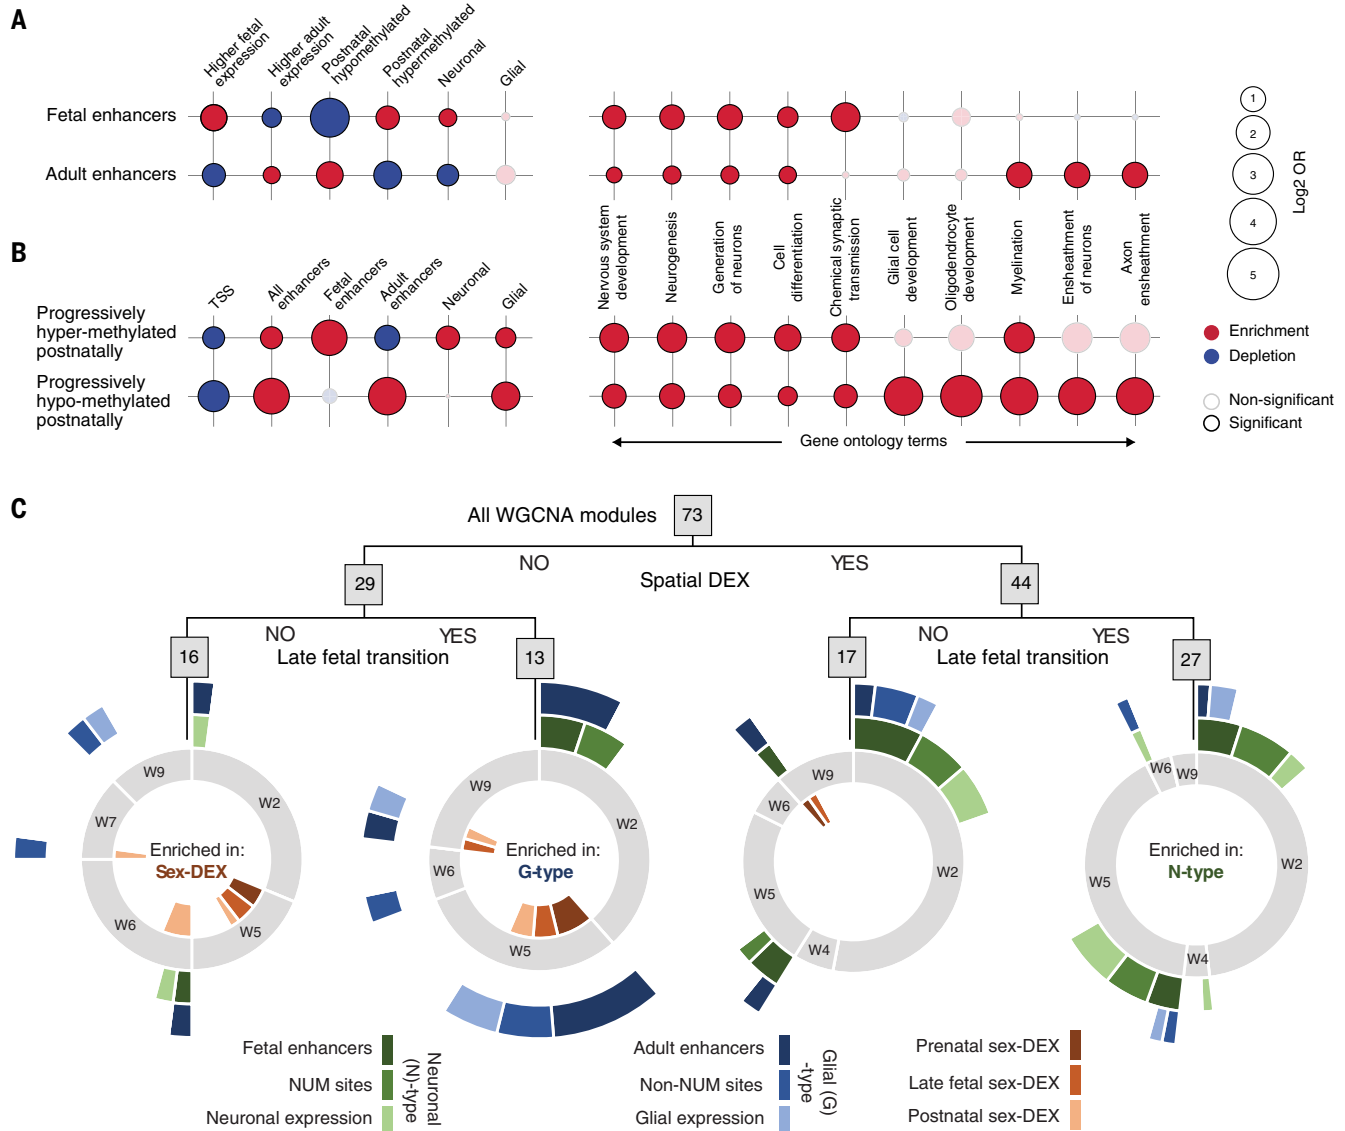 A
Higher fetal
expression
Higher adult
expression
Postnatal
hypomethylated
Postnatal
hypermethylated
Neuronal
Glial
Fetal enhancers
Adult enhancers
Nervous system
development
Neurogenesis
Generation
of neurons
Cell
differentiation
Chemical synaptic
transmission
Glial cell
development
Oligodendrocyte
development
Myelination
Ensheathment
of neurons
Axon
ensheathment
1
2
3
4
5
Log2 OR
B
TSS
All
enhancers
Fetal
enhancers
Adult
enhancers
Neuronal
Glial
Progressively
hyper-methylated
postnatally
Progressively
hypo-methylated
postnatally
Gene ontology terms
Enrichment
Depletion
Non-significant
Significant
C
All WGCNA modules
73
NO
YES
Spatial DEX
29
44
NO
YES
Late fetal transition
16
13
NO
YES
Late fetal transition
17
27
W9
W2
W7
W6
W5
Enriched in:
Sex-DEX
W9
W2
W6
W5
Enriched in:
G-type
W9
W6
W2
W5
W4
W6
W9
W2
W5
W4
Enriched in:
N-type
Fetal enhancers
NUM sites
Neuronal expression
Neuronal
(N)-type
Adult enhancers
Non-NUM sites
Glial expression
Glial (G)
-type
Prenatal sex-DEX
Late fetal sex-DEX
Postnatal sex-DEX